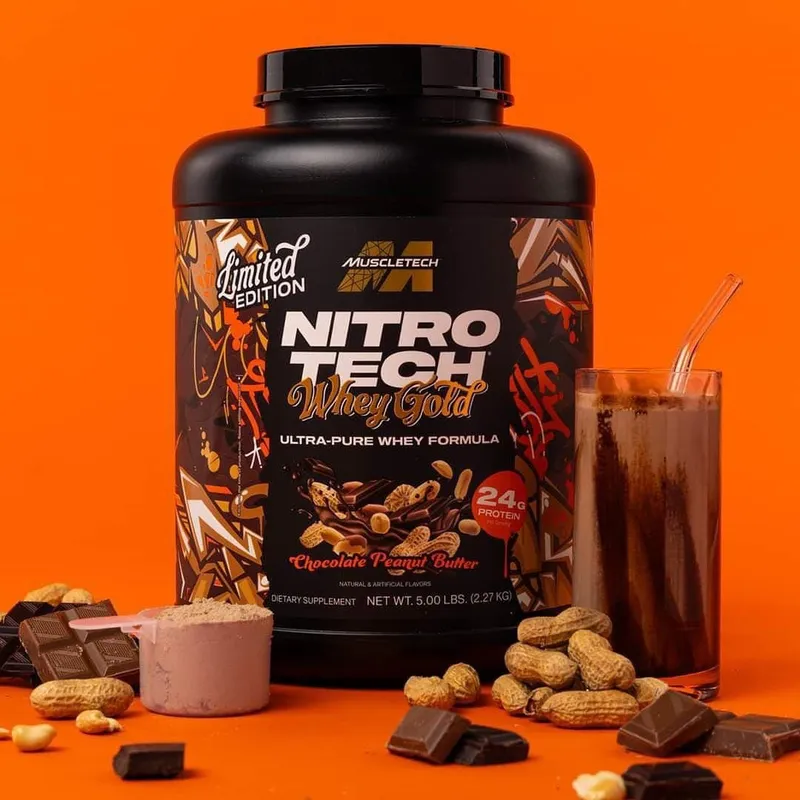 Limited
EDITION
MUSCLETECH
NITRO
TECH
Whey Gold
ULTRA-PURE WHEY FORMULA
24G
PROTEIN
Chocolate Peanut Butter
NATURAL & ARTIFICIAL FLAVORS
DIETARY SUPPLEMENT NET WT. 5.00 LBS. (2.27 KG)